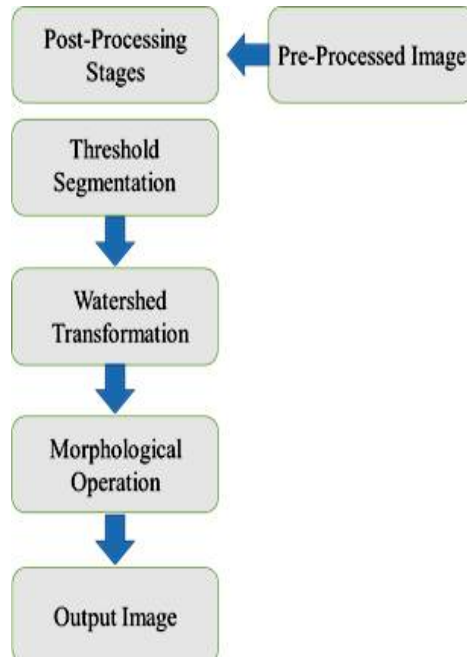 Post-Processing
Stages
Pre-Processed Image
Threshold
Segmentation
Watershed
Transformation
Morphological
Operation
Output Image